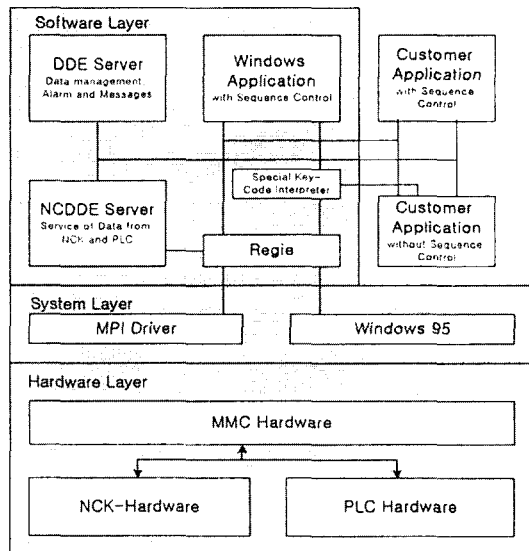 Software Layer
DDE Server
Data management
Alarm and Messages
Windows
Application
with Sequence Control
Customer
Application
with Sequence
Control
Special Key-
Code Interpreter
NCDDE Server
Service of Data from
NCK and PLC
Regie
Customer
Application
without Sequence
Control
System Layer
MPI Driver
Windows 95
Hardware Layer
MMC Hardware
NCK-Hardware
PLC Hardware